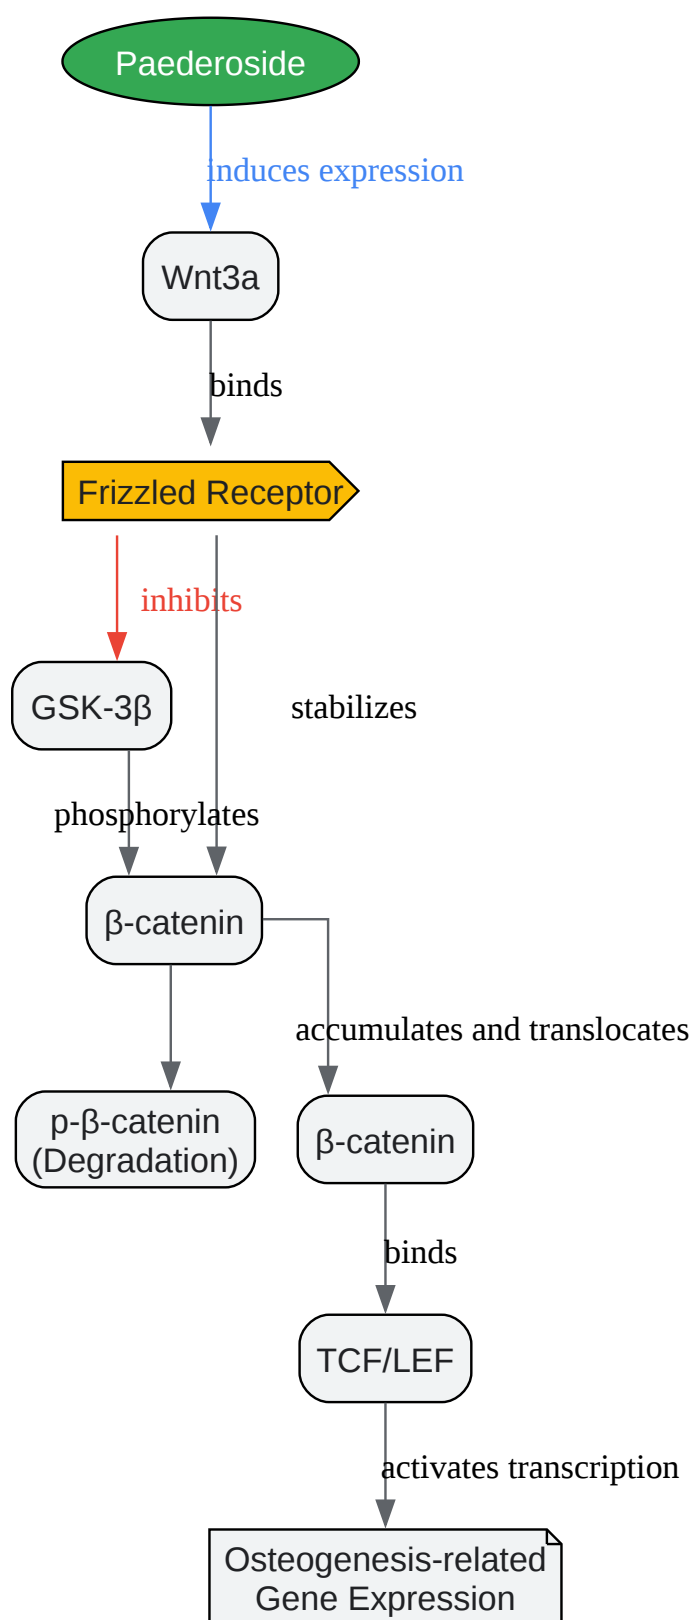 Paederoside
induces expression
Wnt3a
binds
Frizzled Receptor
inhibits
GSK-3β
stabilizes
phosphorylates
β-catenin
accumulates and translocates
p-β-catenin
(Degradation)
β-catenin
binds
TCF/LEF
activates transcription
Osteogenesis-related
Gene Expression